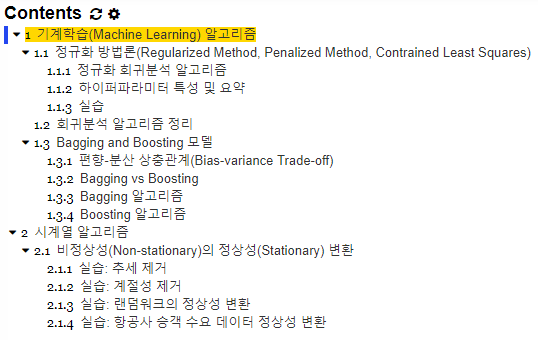 Contents
1 기계학습(Machine Learning) 알고리즘
1.1 정규화 방법론(Regularized Method, Penalized Method, Contrained Least Squares)
1.1.1 정규화 회귀분석 알고리즘
1.1.2 하이퍼파라미터 특성 및 요약
1.1.3 실습
1.2 회귀분석 알고리즘 정리
1.3 Bagging and Boosting 모델
1.3.1 편향-분산 상충관계(Bias-variance Trade-off)
1.3.2 Bagging vs Boosting
1.3.3 Bagging 알고리즘
1.3.4 Boosting 알고리즘
2 시계열 알고리즘
2.1 비정상성(Non-stationary)의 정상성(Stationary) 변환
2.1.1 실습: 추세 제거
2.1.2 실습: 계절성 제거
2.1.3 실습: 랜덤워크의 정상성 변환
2.1.4 실습: 항공사 승객 수요 데이터 정상성 변환